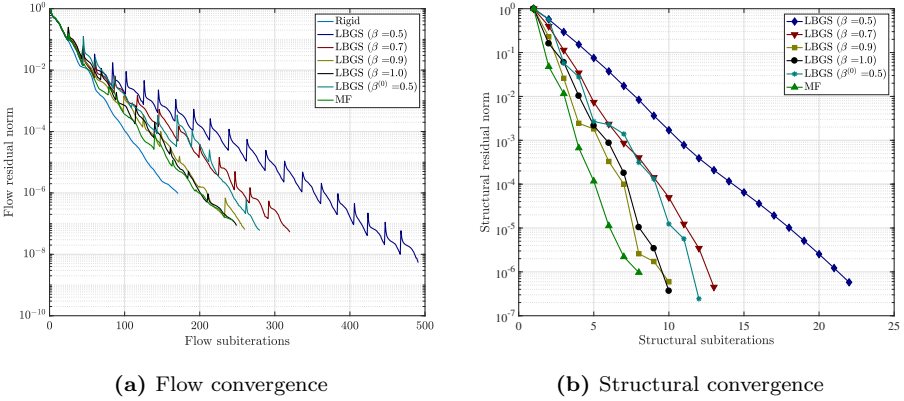 Flow residual norm
10^0
10^-2
10^-4
10^-6
10^-8
10^-10
0 100 200 300 400 500
Flow subiterations
Rigid
LBGS (β =0.5)
LBGS (β =0.7)
LBGS (β =0.9)
LBGS (β =1.0)
LBGS (β^(0) =0.5)
MF
(a) Flow convergence
Structural residual norm
10^0
10^-1
10^-2
10^-3
10^-4
10^-5
10^-6
10^-7
0 5 10 15 20 25
Structural subiterations
LBGS (β =0.5)
LBGS (β =0.7)
LBGS (β =0.9)
LBGS (β =1.0)
LBGS (β^(0) =0.5)
MF
(b) Structural convergence